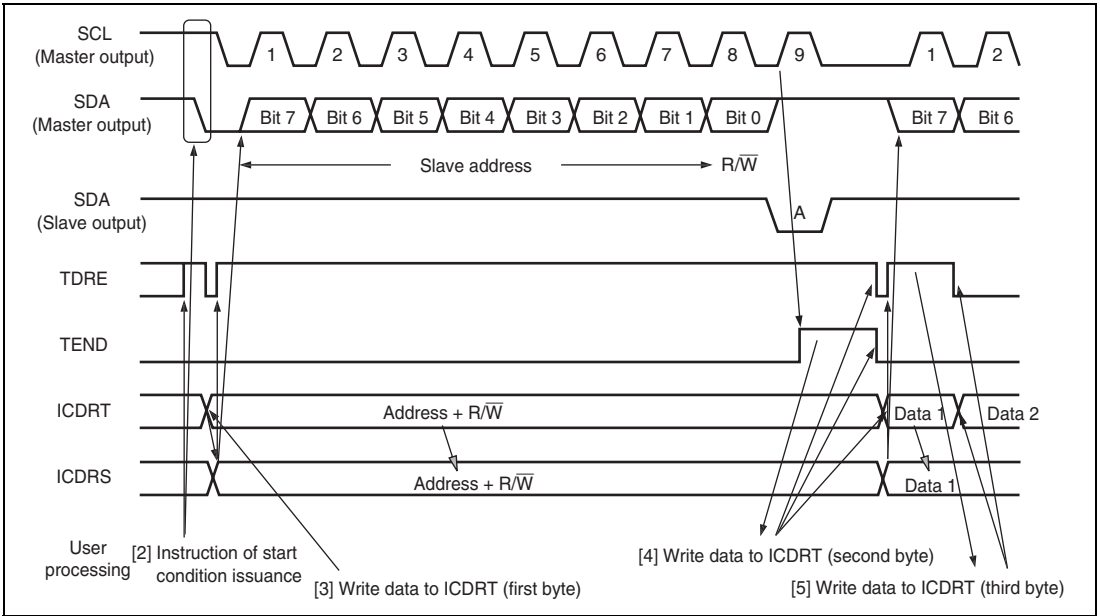 SCL
(Master output)
1 2 3 4 5 6 7 8 9 1 2
SDA
(Master output)
Bit 7 Bit 6 Bit 5 Bit 4 Bit 3 Bit 2 Bit 1 Bit 0 Bit 7 Bit 6
Slave address R/W̅
SDA
(Slave output)
A
TDRE
TEND
ICDRT
Address + R/W̅ Data 1 Data 2
ICDRS
Address + R/W̅ Data 1
User
processing
[2] Instruction of start
condition issuance
[3] Write data to ICDRT (first byte)
[4] Write data to ICDRT (second byte)
[5] Write data to ICDRT (third byte)